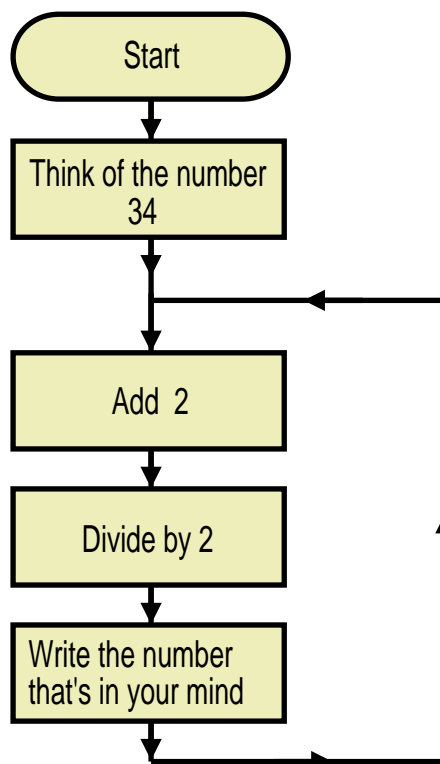 Start
Think of the number
34
Add 2
Divide by 2
Write the number
that's in your mind